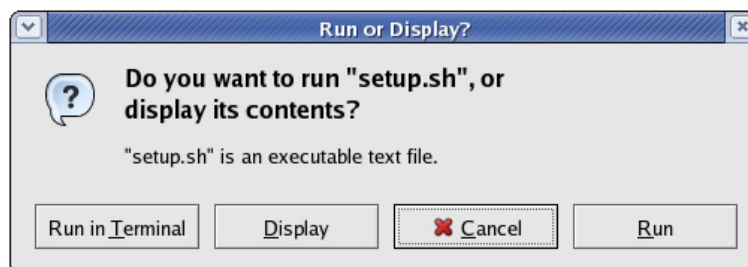 Run or Display?
Do you want to run "setup.sh", or
display its contents?
"setup.sh" is an executable text file.
Run in Terminal
Display
Cancel
Run